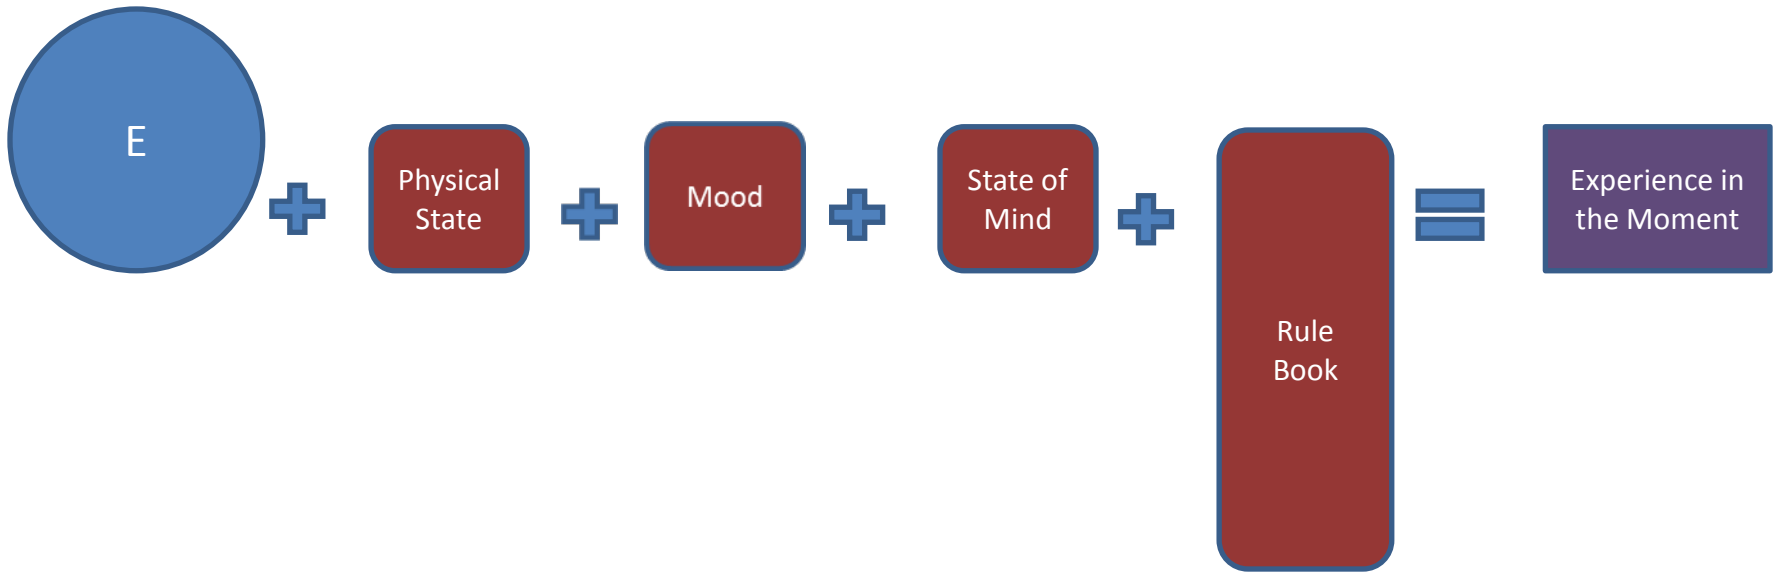 E
Physical
State
Mood
State of
Mind
Rule
Book
Experience in
the Moment